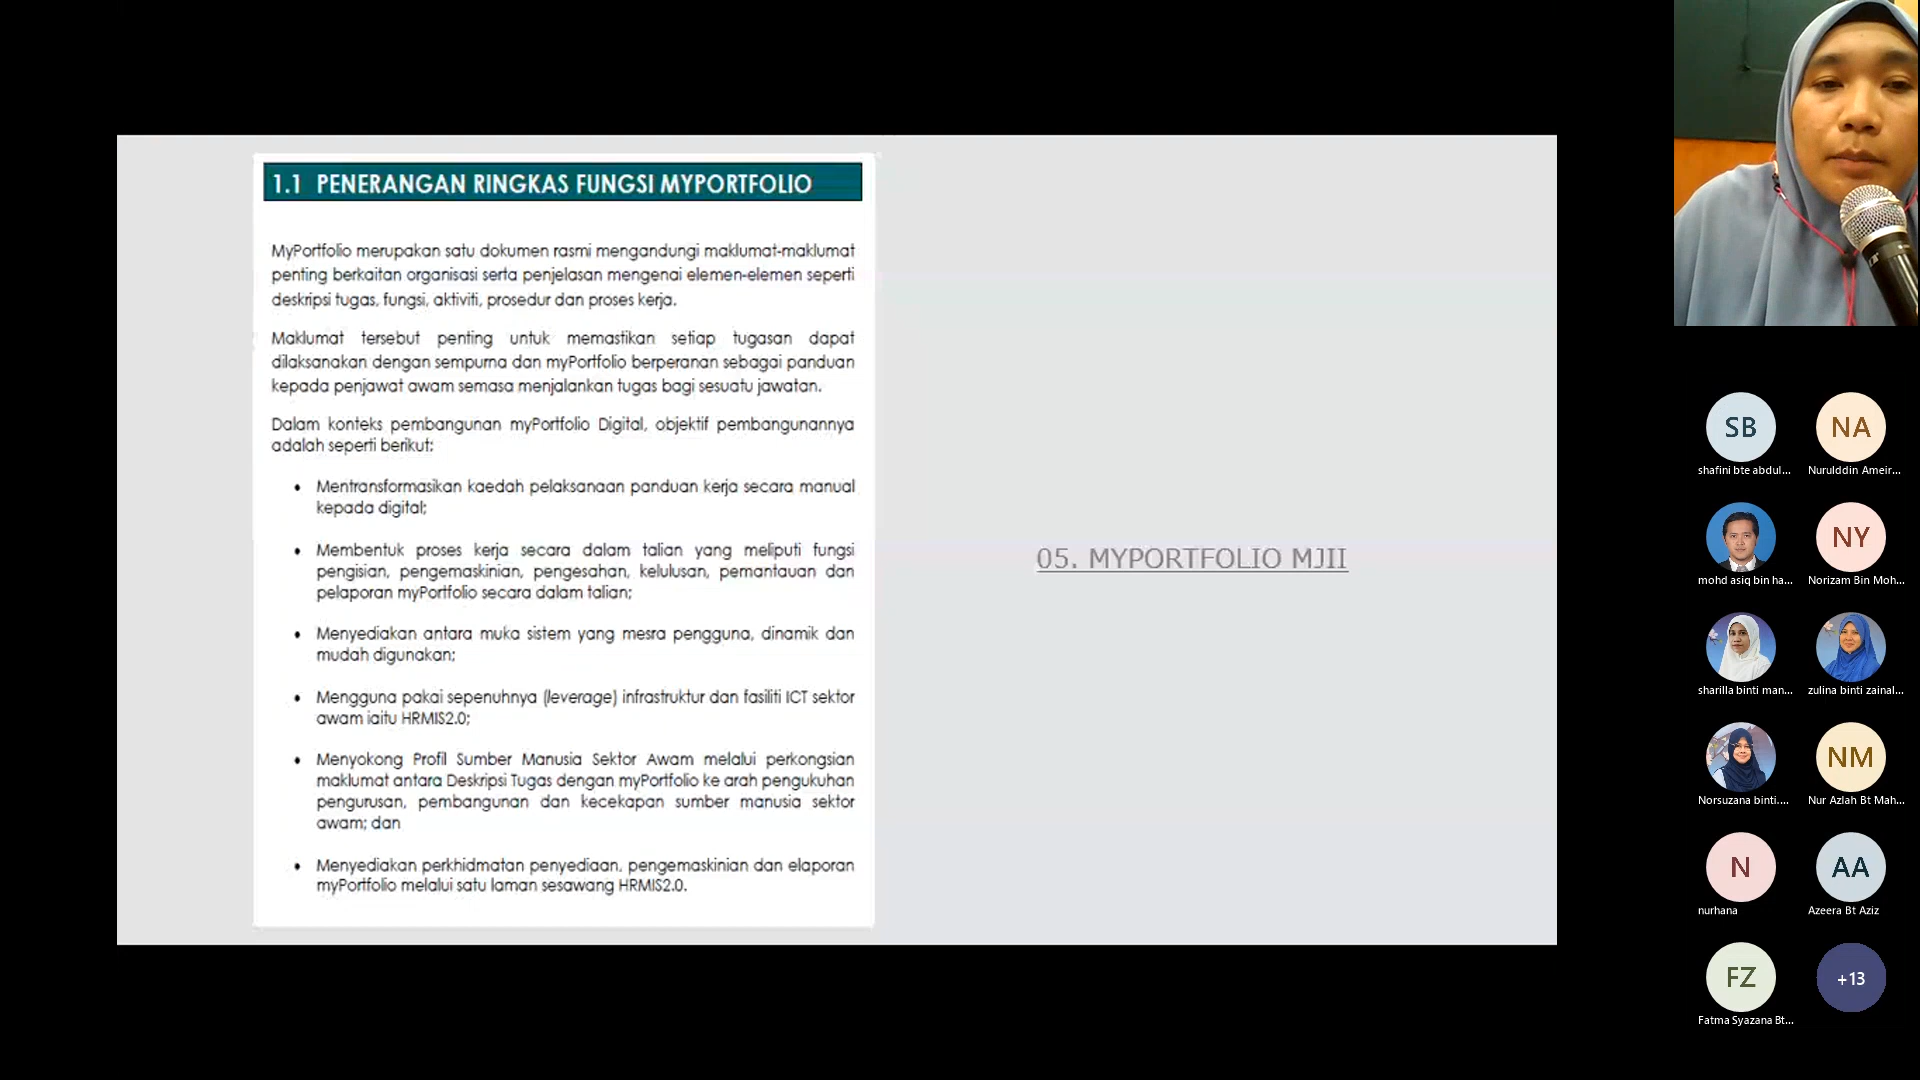 1.1 PENERANGAN RINGKAS FUNGSI MYPORTFOLIO
MyPortfolio merupakan satu dokumen rasmi mengandungi maklumat-maklumat
penting berkaitan organisasi serta penjelasan mengenai elemen-elemen seperti
deskripsi tugas, fungsi, aktiviti, prosedur dan proses kerja.
Maklumat tersebut penting untuk memastikan setiap tugasan dapat
dilaksanakan dengan sempurna dan myPortfolio berperanan sebagai panduan
kepada penjawat awam semasa menjalankan tugas bagi sesuatu jawatan.
Dalam konteks pembangunan myPortfolio Digital, objektif pembangunannya
adalah seperti berikut:
• Mentransformasikan kaedah pelaksanaan panduan kerja secara manual
kepada digital;
• Membentuk proses kerja secara dalam talian yang meliputi fungsi
pengisian, pengemaskinian, pengesahan, kelulusan, pemantauan dan
pelaporan myPortfolio secara dalam talian;
• Menyediakan antara muka sistem yang mesra pengguna, dinamik dan
mudah digunakan;
• Mengguna pakai sepenuhnya (leverage) infrastruktur dan fasiliti ICT sektor
awam iaitu HRMIS2.0;
• Menyokong Profil Sumber Manusia Sektor Awam melalui perkongsian
maklumat antara Deskripsi Tugas dengan myPortfolio ke arah pengukuhan
pengurusan, pembangunan dan kecekapan sumber manusia sektor
awam; dan
• Menyediakan perkhidmatan penyediaan, pengemaskinian dan elaporan
myPortfolio melalui satu laman sesawang HRMIS2.0.
05. MYPORTFOLIO MJII
SB
shafini bte abdul...
NA
Nurulddin Ameir...
mohd asiq bin ha...
NY
Norizam Bin Moh...
sharilla binti man...
zulina binti zainal...
Norsuzana binti....
NM
Nur Azlah Bt Mah...
N
nurhana
AA
Azeera Bt Aziz
FZ
Fatma Syazana Bt...
+13